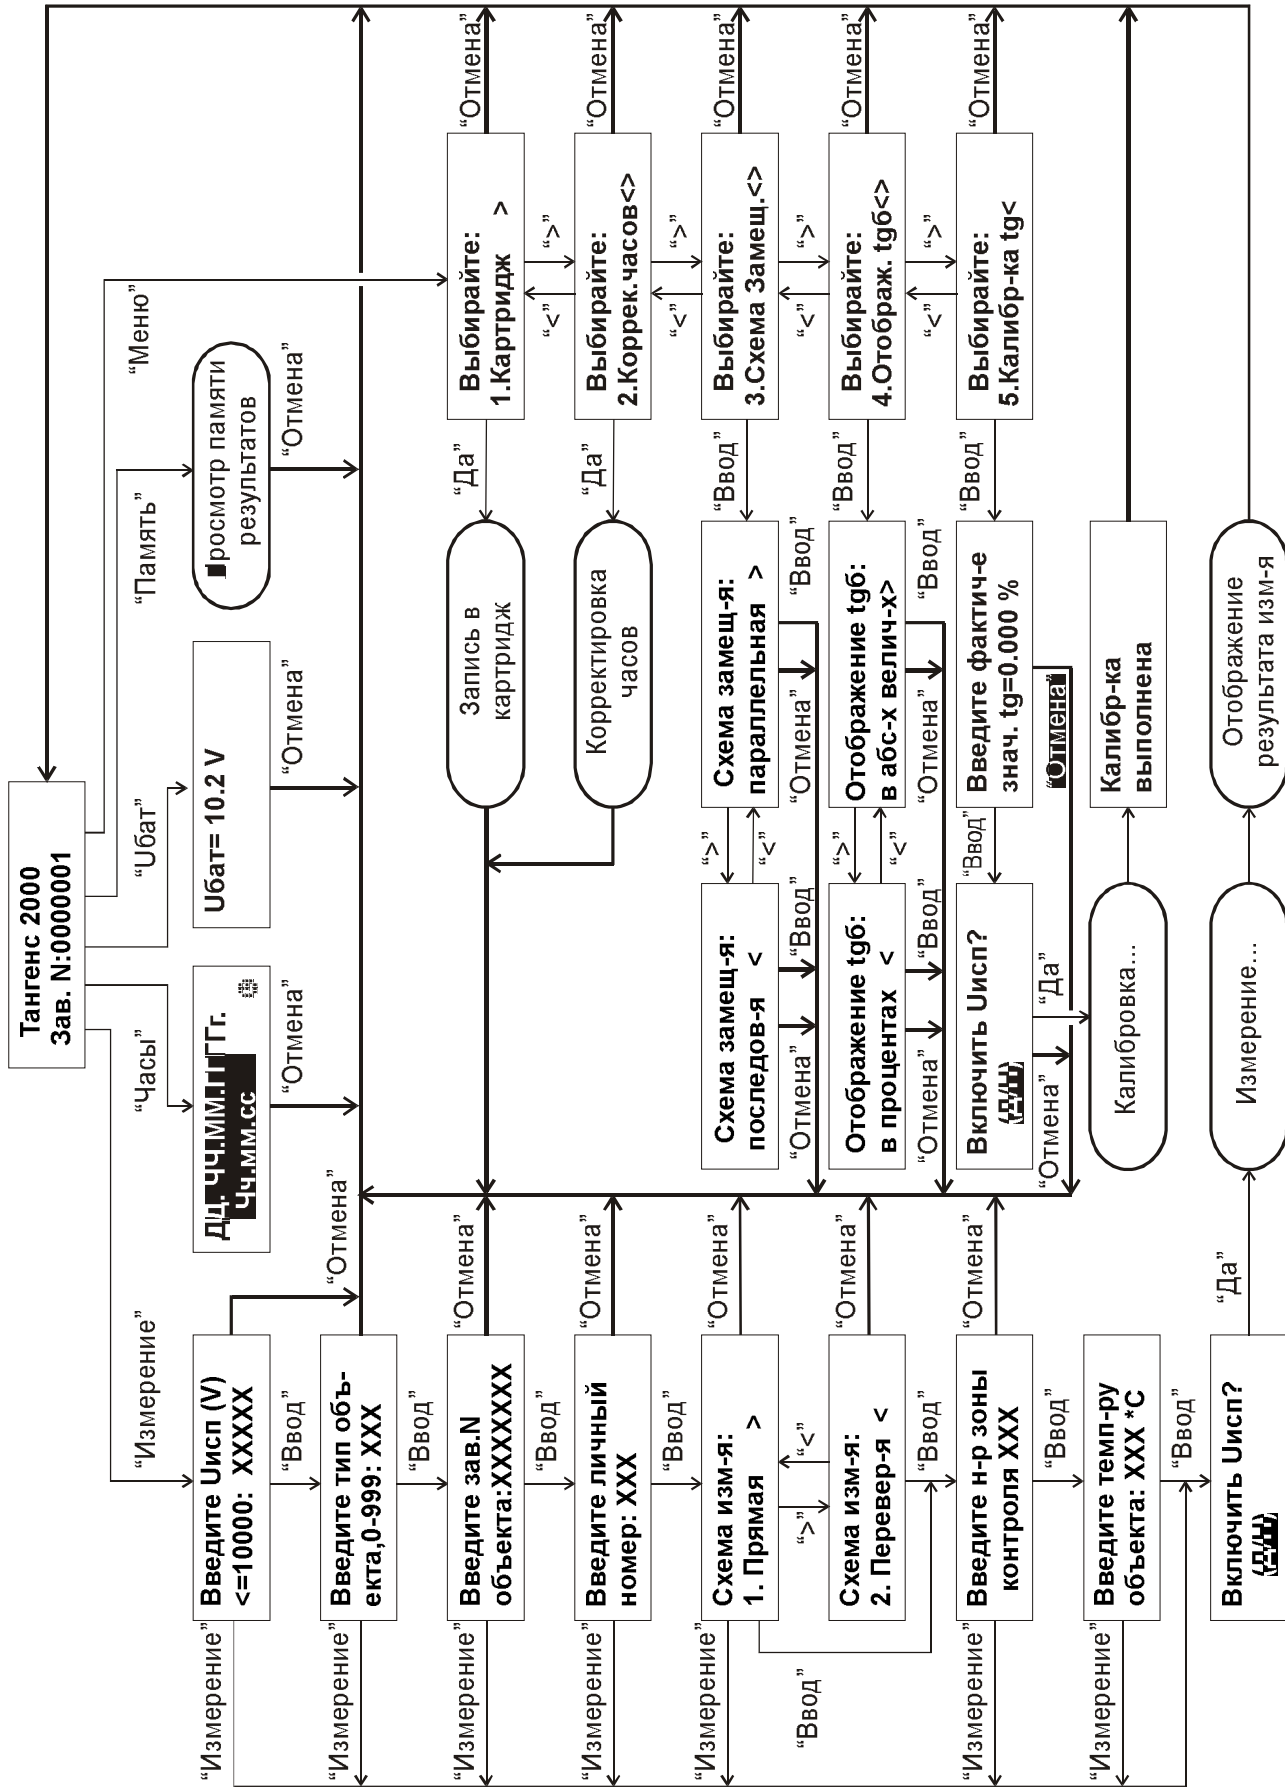 Тангенс 2000
Зав. N:0000001
“Измерение”
“Часы”
“Uбат”
“Память”
“Меню”
Введите Uисп (V)
<=10000: XXXXX
ДД. ЧЧ.ММ.ГГГГг.
Чч.мм.сс
Uбат= 10.2 V
росмотр памяти
результатов
“Отмена”
“Отмена”
“Отмена”
“Отмена”
“Измерение”
“Ввод”
Введите тип объ-
екта,0-999: XXX
“Измерение”
“Ввод”
Введите зав.N
объекта:XXXXXXX
“Отмена”
Запись в
картридж
“Да”
Выбирайте:
1.Картридж >
“Отмена”
“Измерение”
“Ввод”
“<”
“>”
Введите личный
номер: XXX
“Отмена”
Корректировка
часов
“Да”
Выбирайте:
2.Коррек.часов<>
“Отмена”
“Измерение”
“Ввод”
“<”
“>”
Схема изм-я:
1. Прямая >
“Отмена”
Схема замещ-я:
последов-я <
“>”
“<”
Схема замещ-я:
параллельная >
“Ввод”
Выбирайте:
3.Схема Замещ.<>
“Отмена”
“Измерение”
“Ввод”
“>”
“<”
“Отмена”
“Ввод”
“Отмена”
“Ввод”
“<”
“>”
Схема изм-я:
2. Перевер-я <
“Отмена”
Отображение tgб:
в процентах <
“>”
“<”
Отображение tgб:
в абс-х велич-х>
“Ввод”
Выбирайте:
4.Отображ. tgб<>
“Отмена”
“Ввод”
“Отмена”
“Ввод”
“Отмена”
“Ввод”
“<”
“>”
Введите н-р зоны
контроля XXX
“Отмена”
Включить Uисп?
(Д/Н)
“Ввод”
Введите фактич-е
знач. tg=0.000 %
“Ввод”
Выбирайте:
5.Калибр-ка tg<
“Отмена”
“Измерение”
“Ввод”
“Отмена”
“Да”
“Отмена”
Введите темп-ру
объекта: XXX *C
Калибровка...
Калибр-ка
выполнена
“Измерение”
“Ввод”
Включить Uисп?
(Д/Н)
“Да”
Измерение...
Отображение
результата изм-я